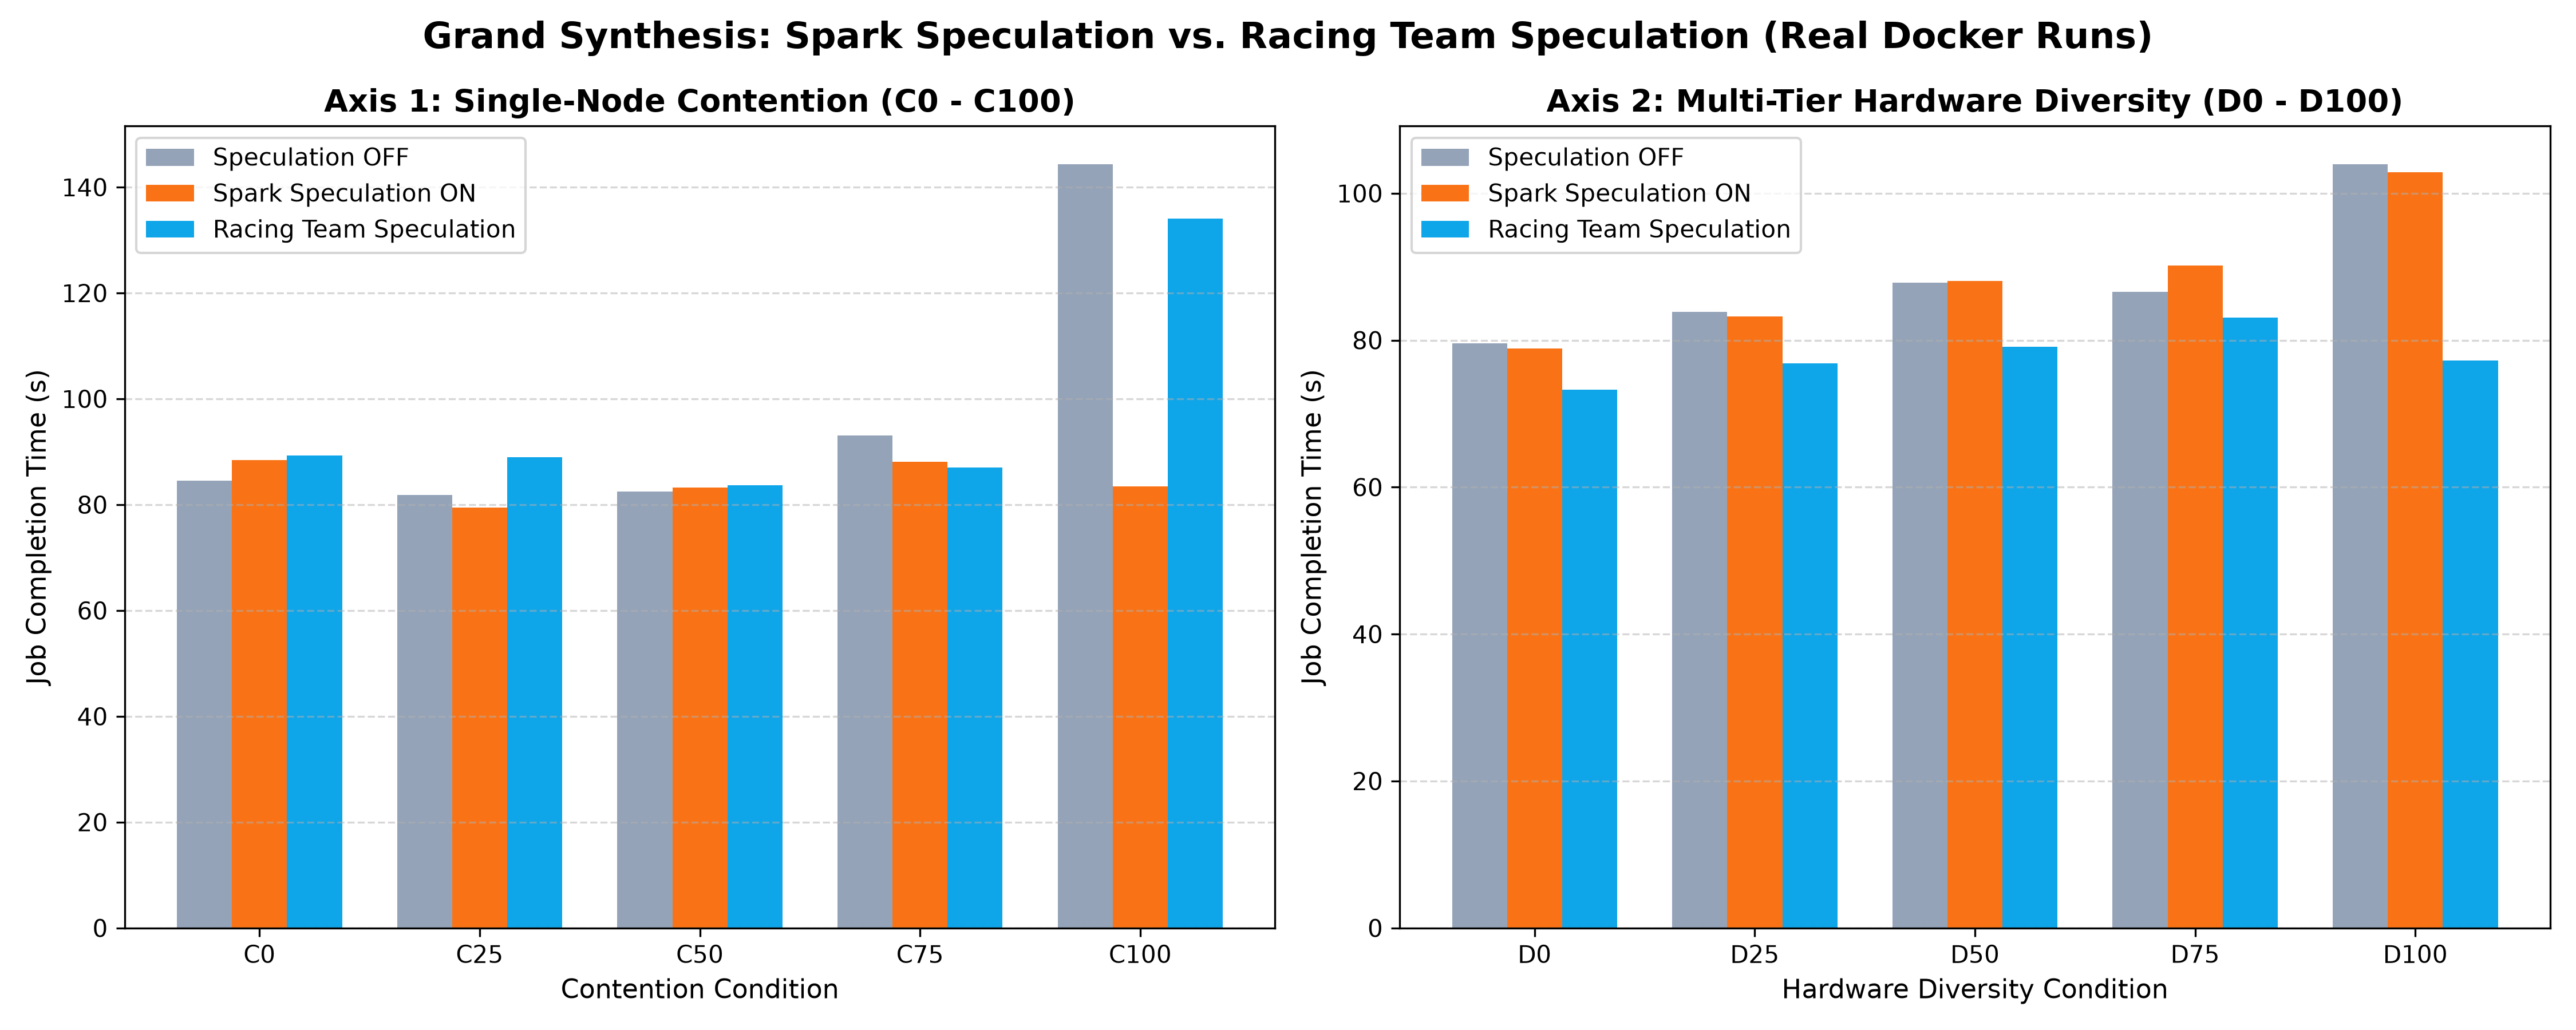 Grand Synthesis: Spark Speculation vs. Racing Team Speculation (Real Docker Runs)
Axis 1: Single-Node Contention (C0 - C100)
Speculation OFF
Spark Speculation ON
Racing Team Speculation
Job Completion Time (s)
140
120
100
80
60
40
20
0
C0
C25
C50
C75
C100
Contention Condition
Axis 2: Multi-Tier Hardware Diversity (D0 - D100)
Speculation OFF
Spark Speculation ON
Racing Team Speculation
Job Completion Time (s)
100
80
60
40
20
0
D0
D25
D50
D75
D100
Hardware Diversity Condition